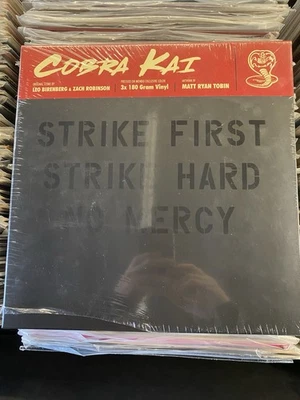 COBRA KAI
ORIGINAL SCORE BY
LEO BIRENBERG & ZACH ROBINSON
3x 180 Gram Vinyl
ARTWORK BY
MATT RYAN TOBIN
STRIKE FIRST
STRIKE HARD
NO MERCY